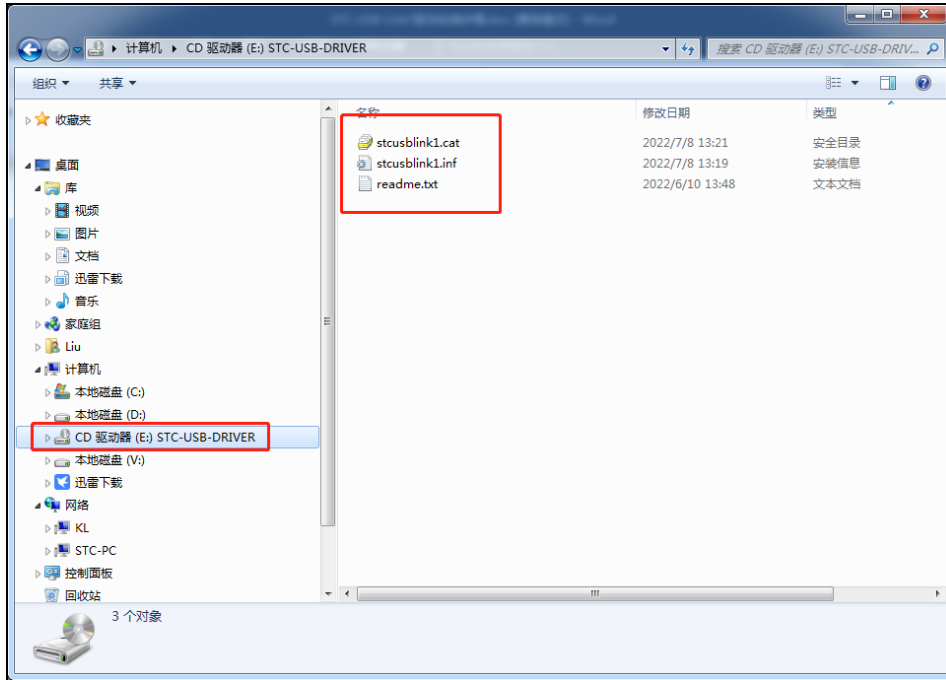 计算机 ▸ CD 驱动器 (E:) STC-USB-DRIVER
搜索 CD 驱动器 (E:) STC-USB-DRIV...
组织 共享
名称 修改日期 类型
stcusblink1.cat 2022/7/8 13:21 安全目录
stcusblink1.inf 2022/7/8 13:19 安装信息
readme.txt 2022/6/10 13:48 文本文档
收藏夹
桌面
库
视频
图片
文档
迅雷下载
音乐
家庭组
Liu
计算机
本地磁盘 (C:)
本地磁盘 (D:)
CD 驱动器 (E:) STC-USB-DRIVER
本地磁盘 (V:)
迅雷下载
网络
KL
STC-PC
控制面板
回收站
3 个对象